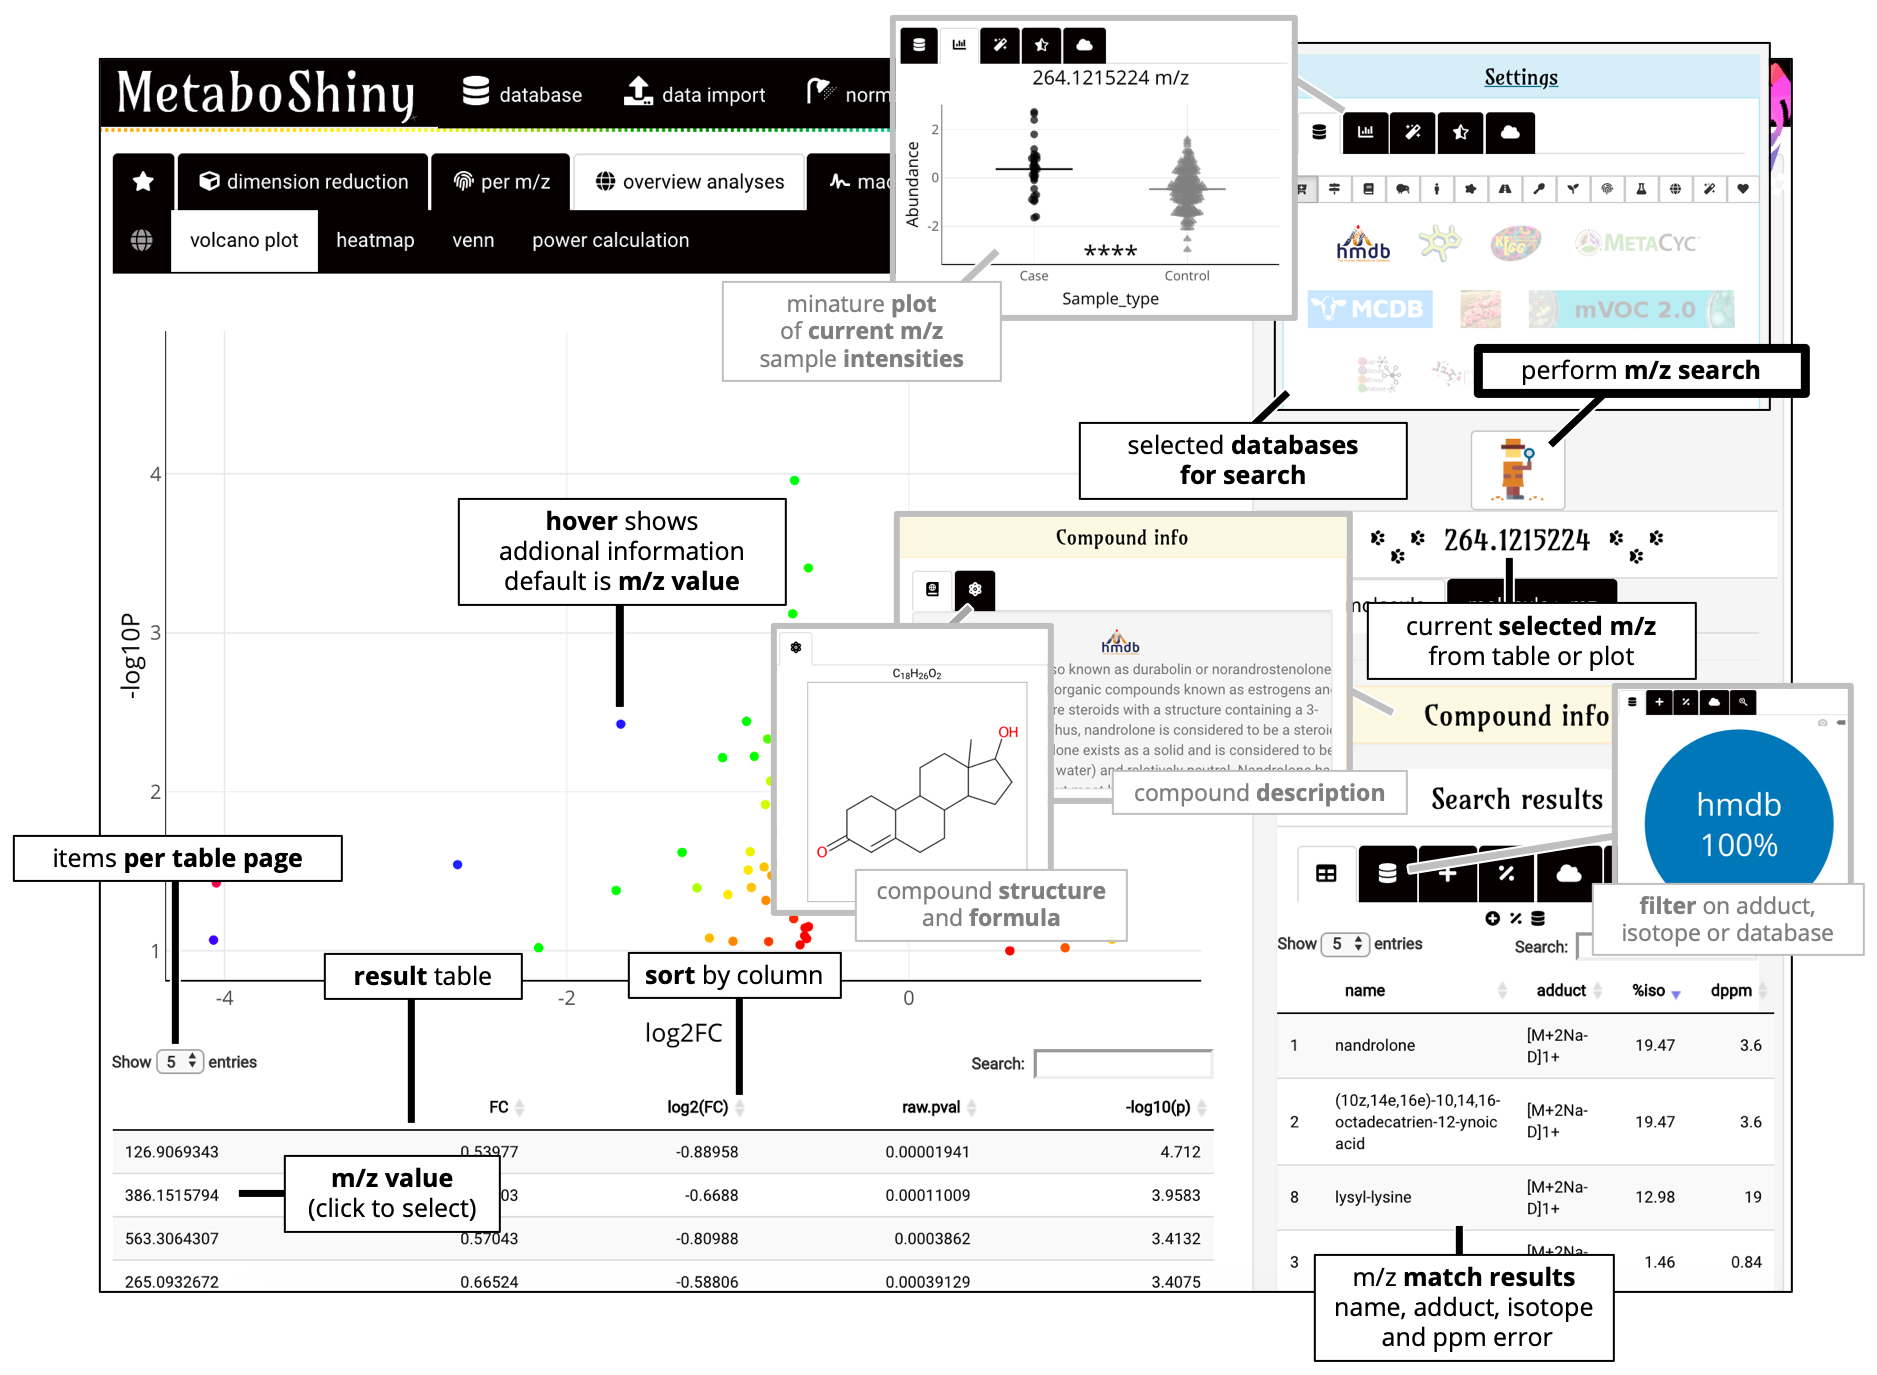 MetaboShiny
database
data import
norm
dimension reduction
per m/z
overview analyses
mac
volcano plot
heatmap
venn
power calculation
264.1215224 m/z
Abundance
2
0
-2
****
Case
Control
Sample_type
minature plot
of current m/z
sample intensities
Settings
hmdb
KEGG
METACYC
MCDB
mVOC 2.0
perform m/z search
selected databases
for search
264.1215224
current selected m/z
from table or plot
hover shows
addional information
default is m/z value
-log10P
4
3
2
1
-4
-2
0
log2FC
Compound info
hmdb
so known as durabolin or norandrostenolone
organic compounds known as estrogens and
re steroids with a structure containing a 3-
hus, nandrolone is considered to be a steroid
lone exists as a solid and is considered to be
water) and relatively neutral. Nandrolone ha
compound description
C18H26O2
OH
O
compound structure
and formula
Compound info
Search results
hmdb
100%
filter on adduct,
isotope or database
items per table page
result table
sort by column
Show 5 entries
Search:
FC log2(FC) raw.pval -log10(p)
126.9069343 0.53977 -0.88958 0.00001941 4.712
386.1515794 03 -0.6688 0.00011009 3.9583
563.3064307 0.57043 -0.80988 0.0003862 3.4132
265.0932672 0.66524 -0.58806 0.00039129 3.4075
m/z value
(click to select)
Show 5 entries
Search:
name adduct %iso dppm
1 nandrolone [M+2Na-D]1+ 19.47 3.6
2 (10z,14e,16e)-10,14,16-
octadecatrien-12-ynoic
acid [M+2Na-D]1+ 19.47 3.6
8 lysyl-lysine [M+2Na-D]1+ 12.98 19
3 [M+2Na- 1.46 0.84
m/z match results
name, adduct, isotope
and ppm error